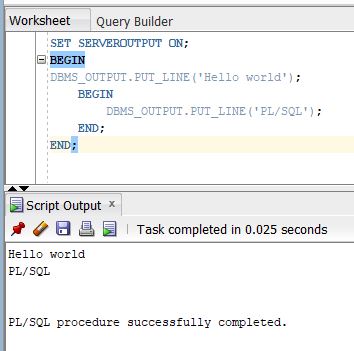 Worksheet Query Builder
SET SERVEROUTPUT ON;
BEGIN
DBMS_OUTPUT.PUT_LINE('Hello world');
BEGIN
DBMS_OUTPUT.PUT_LINE('PL/SQL');
END;
END;
Script Output x
Task completed in 0.025 seconds
Hello world
PL/SQL
PL/SQL procedure successfully completed.